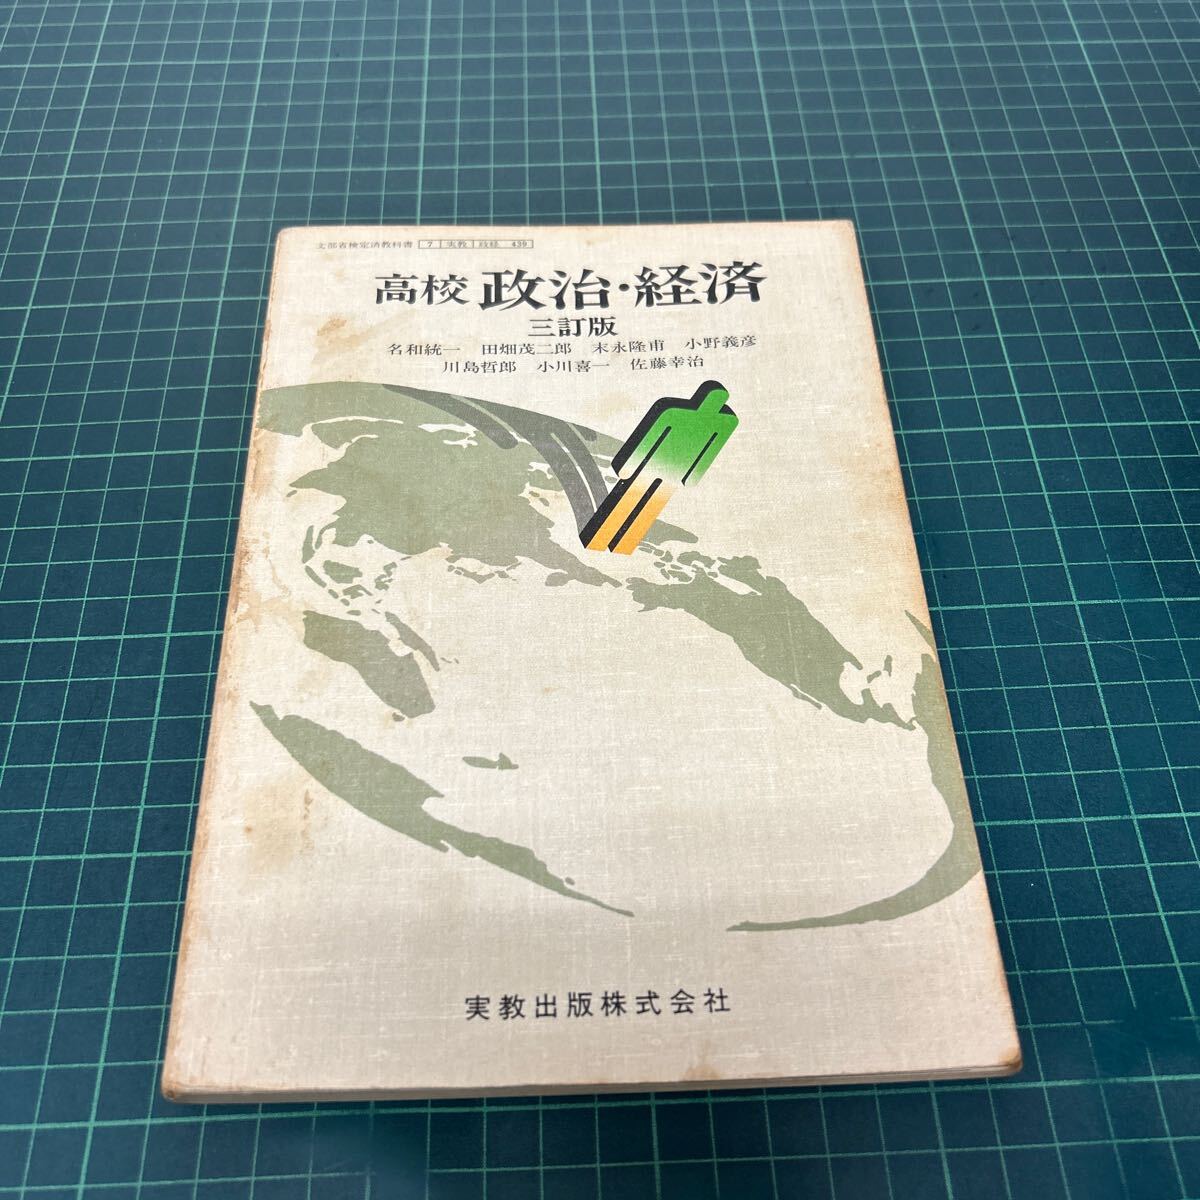 文部省検定済教科書 7 実教 政経 439
高校 政治・経済
三訂版
名和統一 田畑茂二郎 末永隆甫 小野義彦
川島哲郎 小川喜一 佐藤幸治
実教出版株式会社